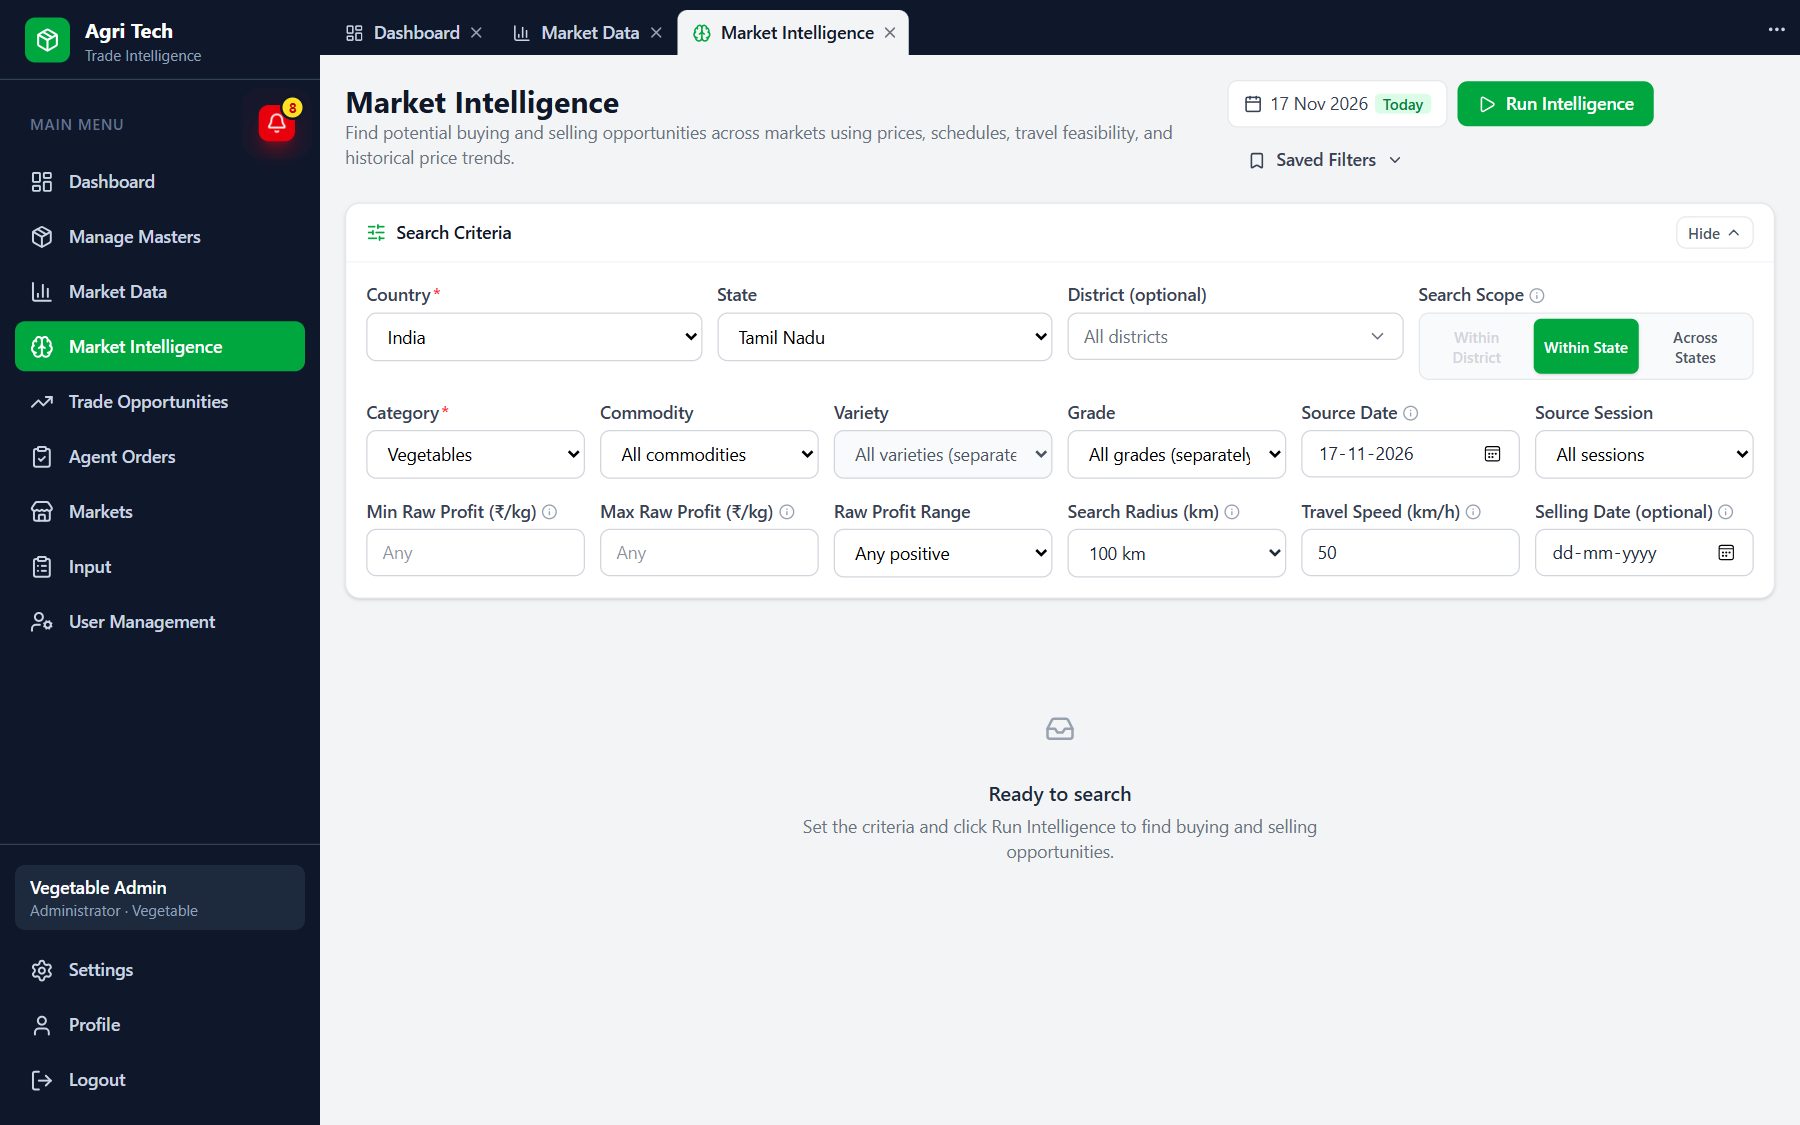 Agri Tech
Trade Intelligence
MAIN MENU
8
Dashboard
Manage Masters
Market Data
Market Intelligence
Trade Opportunities
Agent Orders
Markets
Input
User Management
Vegetable Admin
Administrator · Vegetable
Settings
Profile
Logout
Dashboard
Market Data
Market Intelligence
Market Intelligence
Find potential buying and selling opportunities across markets using prices, schedules, travel feasibility, and
historical price trends.
17 Nov 2026 Today
Run Intelligence
Saved Filters
Search Criteria
Hide
Country*
State
District (optional)
Search Scope
India
Tamil Nadu
All districts
Within
District
Within State
Across
States
Category*
Commodity
Variety
Grade
Source Date
Source Session
Vegetables
All commodities
All varieties (separate
All grades (separately
17-11-2026
All sessions
Min Raw Profit (₹/kg)
Max Raw Profit (₹/kg)
Raw Profit Range
Search Radius (km)
Travel Speed (km/h)
Selling Date (optional)
Any
Any
Any positive
100 km
50
dd-mm-yyyy
Ready to search
Set the criteria and click Run Intelligence to find buying and selling
opportunities.